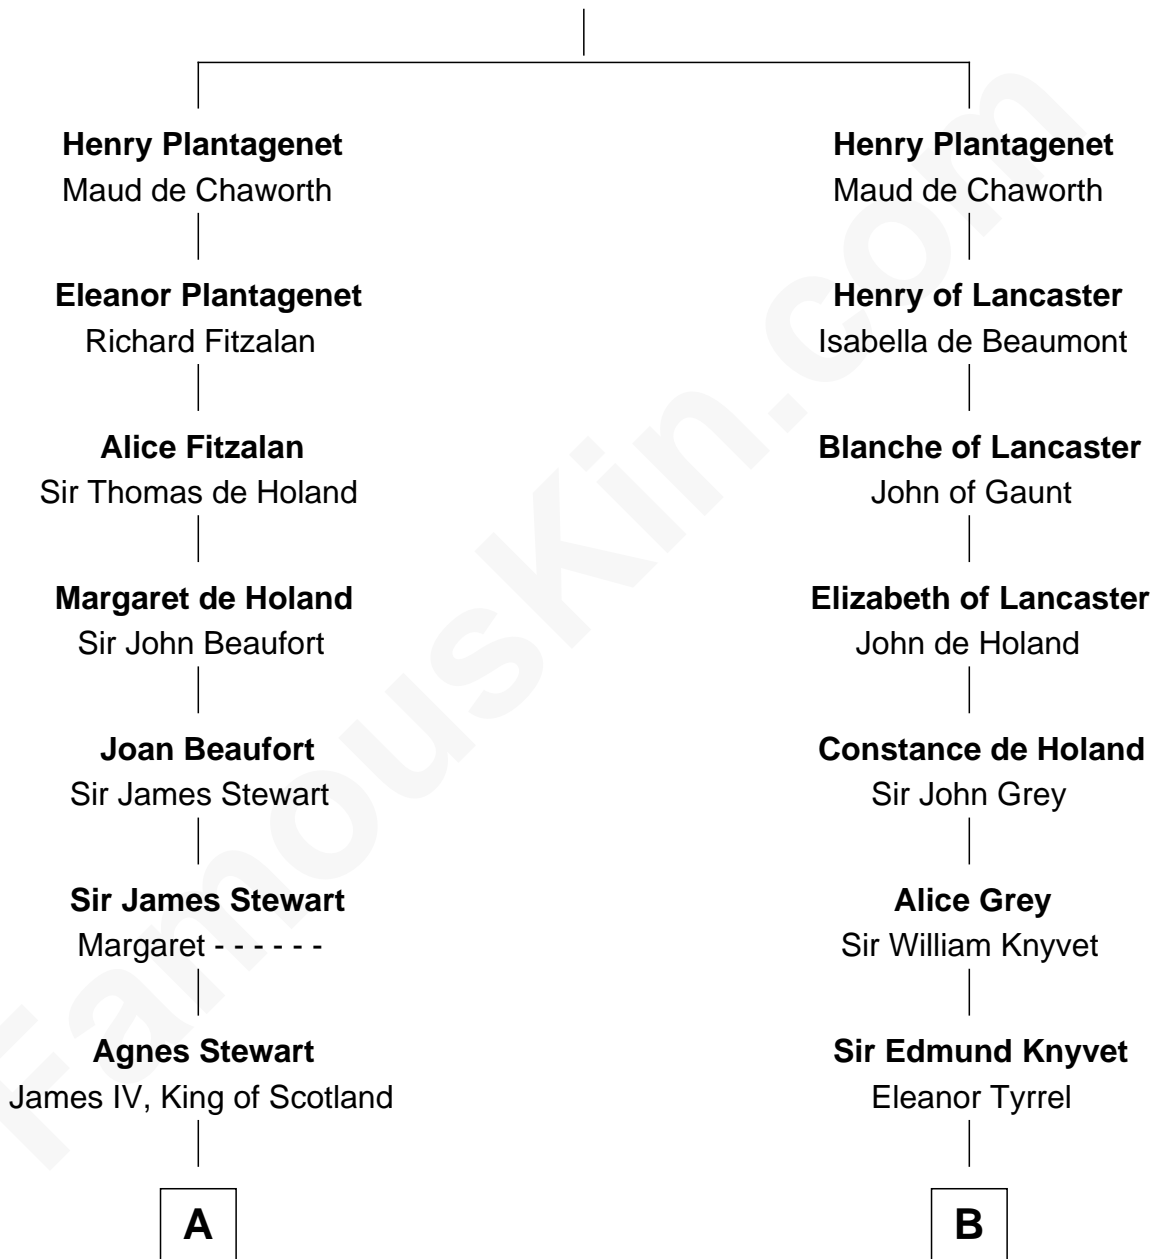 Henry Plantagenet
Maud de Chaworth
Eleanor Plantagenet
Richard Fitzalan
Alice Fitzalan
Sir Thomas de Holand
Margaret de Holand
Sir John Beaufort
Joan Beaufort
Sir James Stewart
Sir James Stewart
Margaret - - - - - -
Agnes Stewart
James IV, King of Scotland
A
Henry Plantagenet
Maud de Chaworth
Henry of Lancaster
Isabella de Beaumont
Blanche of Lancaster
John of Gaunt
Elizabeth of Lancaster
John de Holand
Constance de Holand
Sir John Grey
Alice Grey
Sir William Knyvet
Sir Edmund Knyvet
Eleanor Tyrrel
B
FamousKin.com